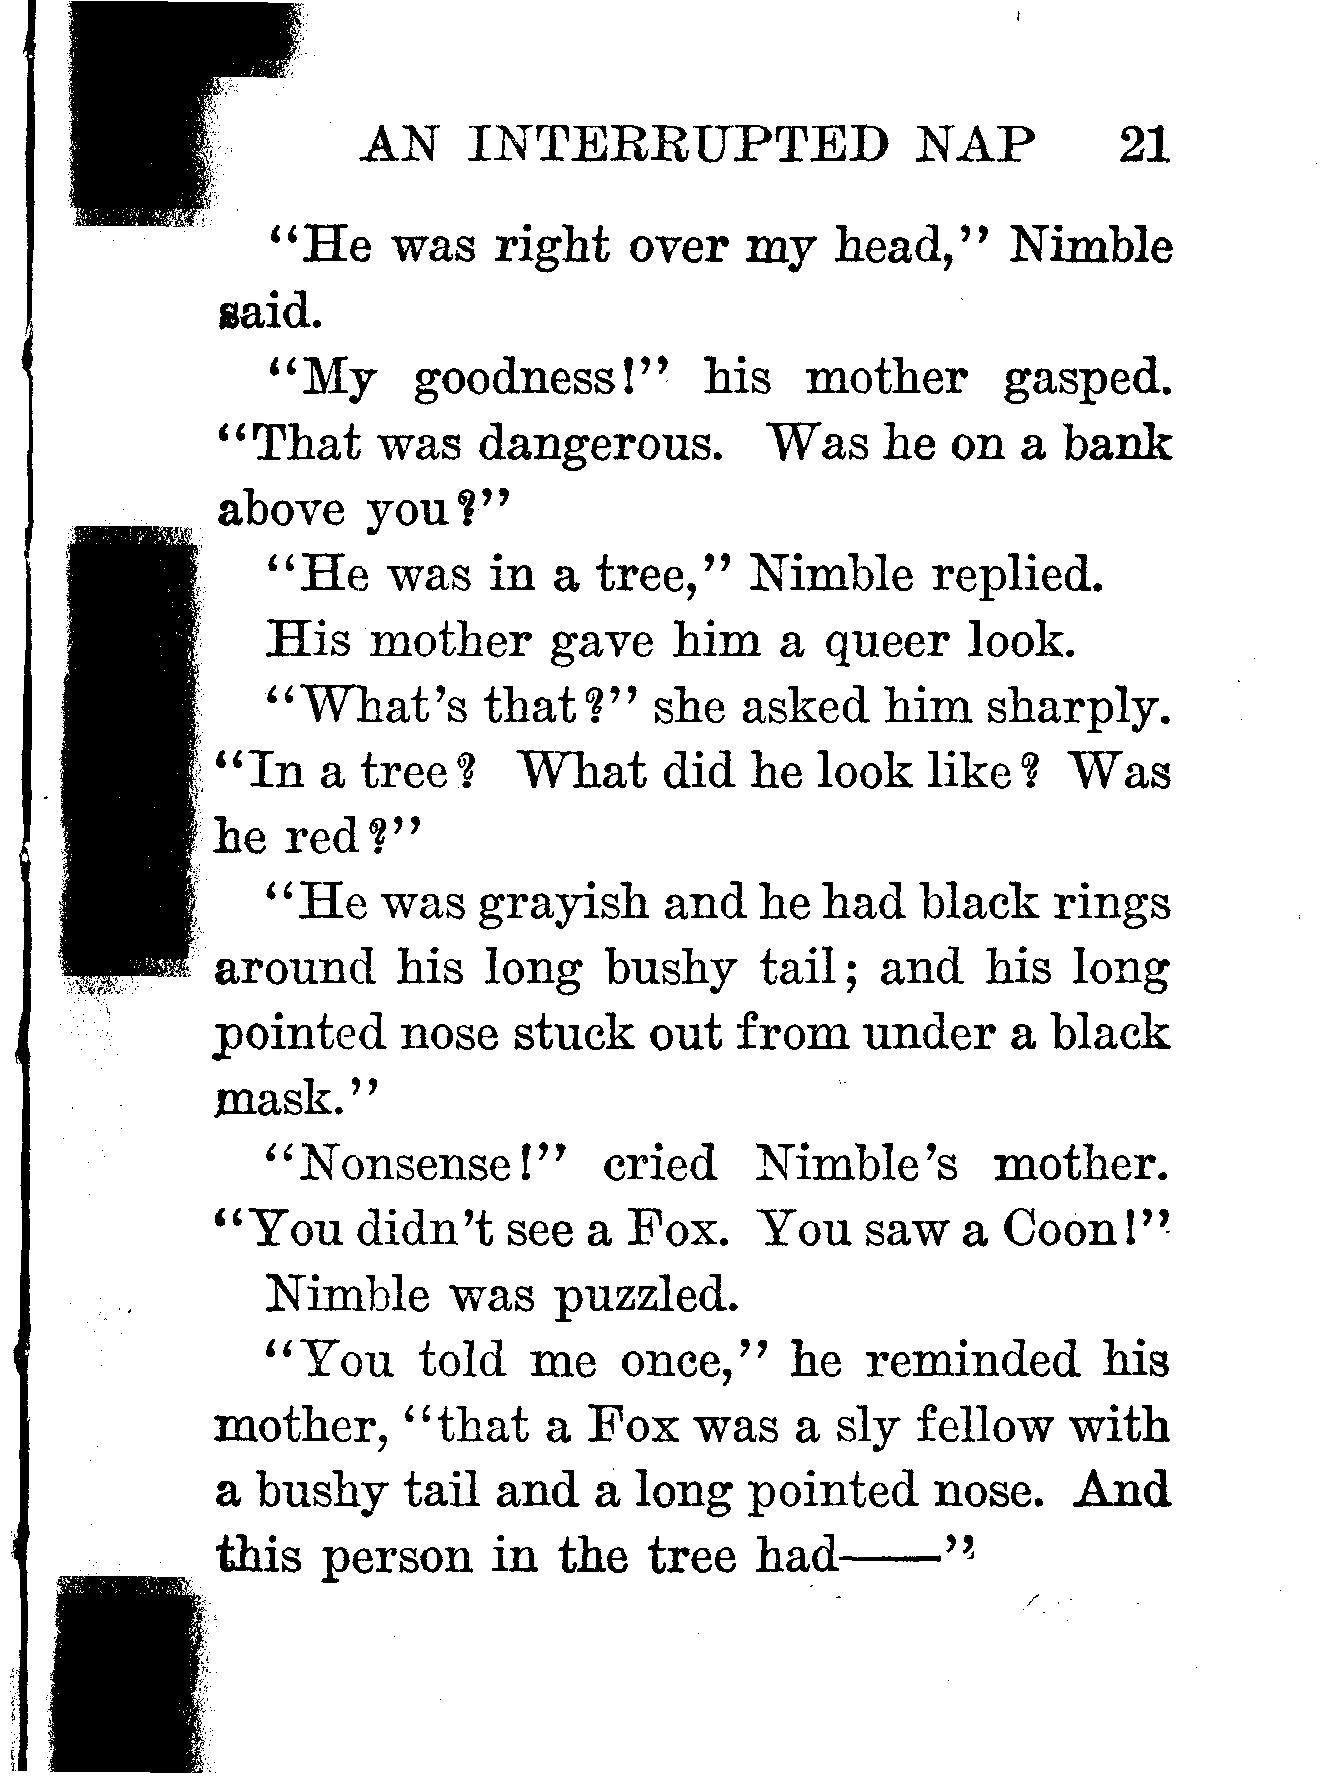 AN INTERRUPTED NAP 21
"He was right over my head," Nimble
said.
"My goodness!" his mother gasped.
"That was dangerous. Was he on a bank
above you?"
"He was in a tree," Nimble replied.
His mother gave him a queer look.
"What's that?" she asked him sharply.
"In a tree? What did he look like? Was
he red?"
"He was grayish and he had black rings
around his long bushy tail; and his long
pointed nose stuck out from under a black
mask."
"Nonsense!" cried Nimble's mother.
"You didn't see a Fox. You saw a Coon!"
Nimble was puzzled.
"You told me once," he reminded his
mother, "that a Fox was a sly fellow with
a bushy tail and a long pointed nose. And
this person in the tree had——"